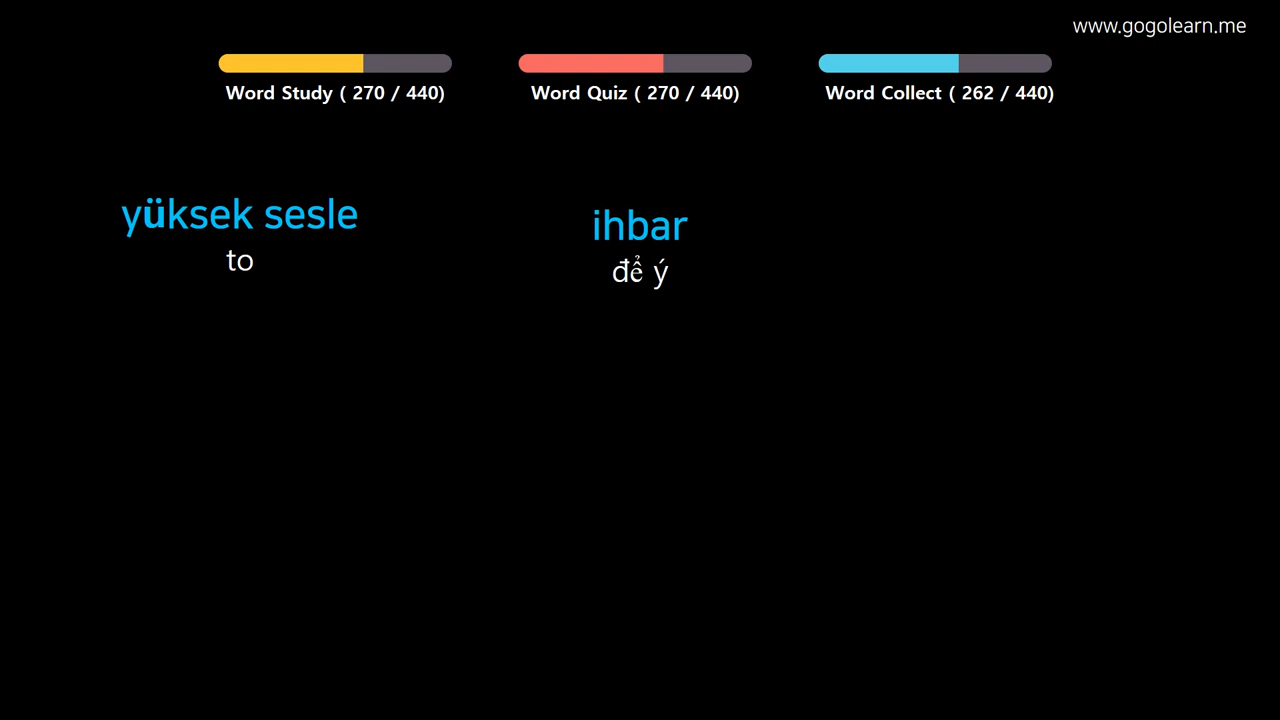 www.gogolearn.me
Word Study ( 270 / 440)
Word Quiz ( 270 / 440)
Word Collect ( 262 / 440)
yüksek sesle
to
ihbar
để ý